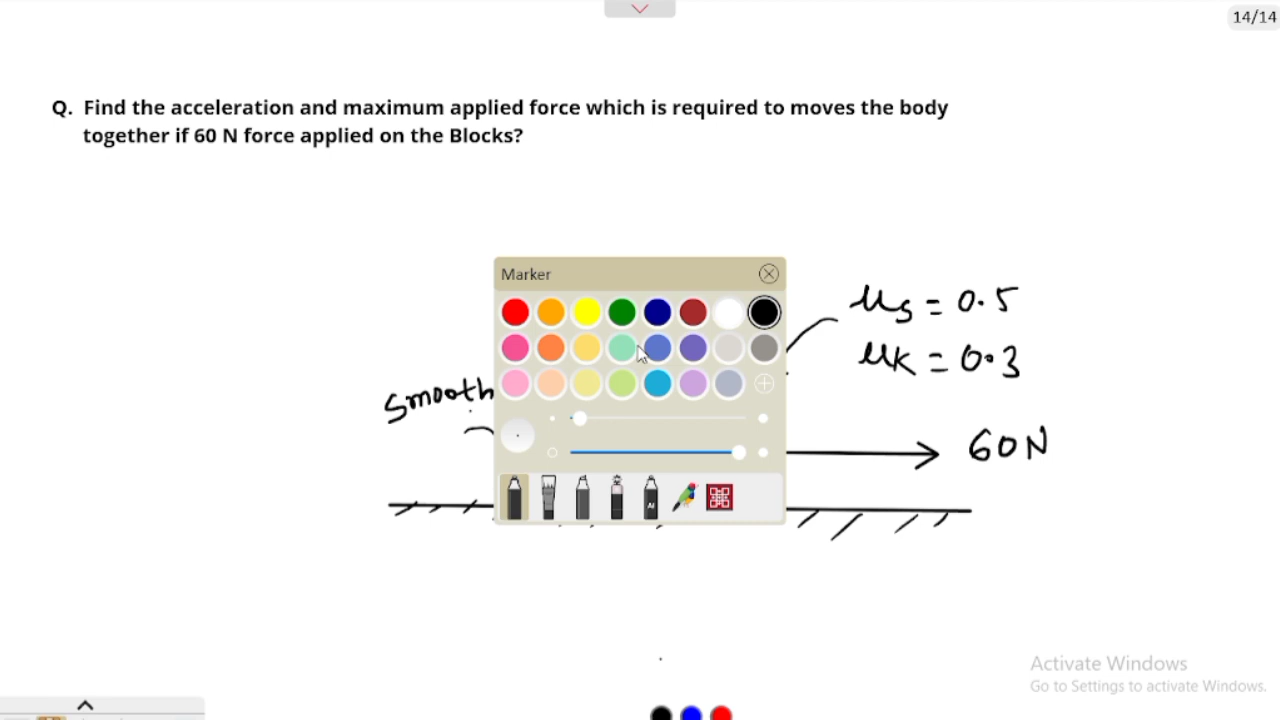 14/14
Q. Find the acceleration and maximum applied force which is required to moves the body
together if 60 N force applied on the Blocks?
Marker
μs = 0.5
μK = 0.3
Smooth
60N
AI
Activate Windows
Go to Settings to activate Windows.